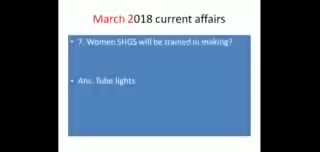 March 2018 current affairs
• 7. Women SHGS will be trained in making?
• Ans. Tube lights